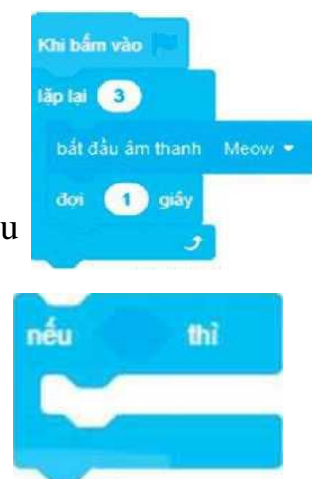 Khi bấm vào
lặp lại 3
bắt đầu âm thanh Meow
đợi 1 giây
u
nếu thì